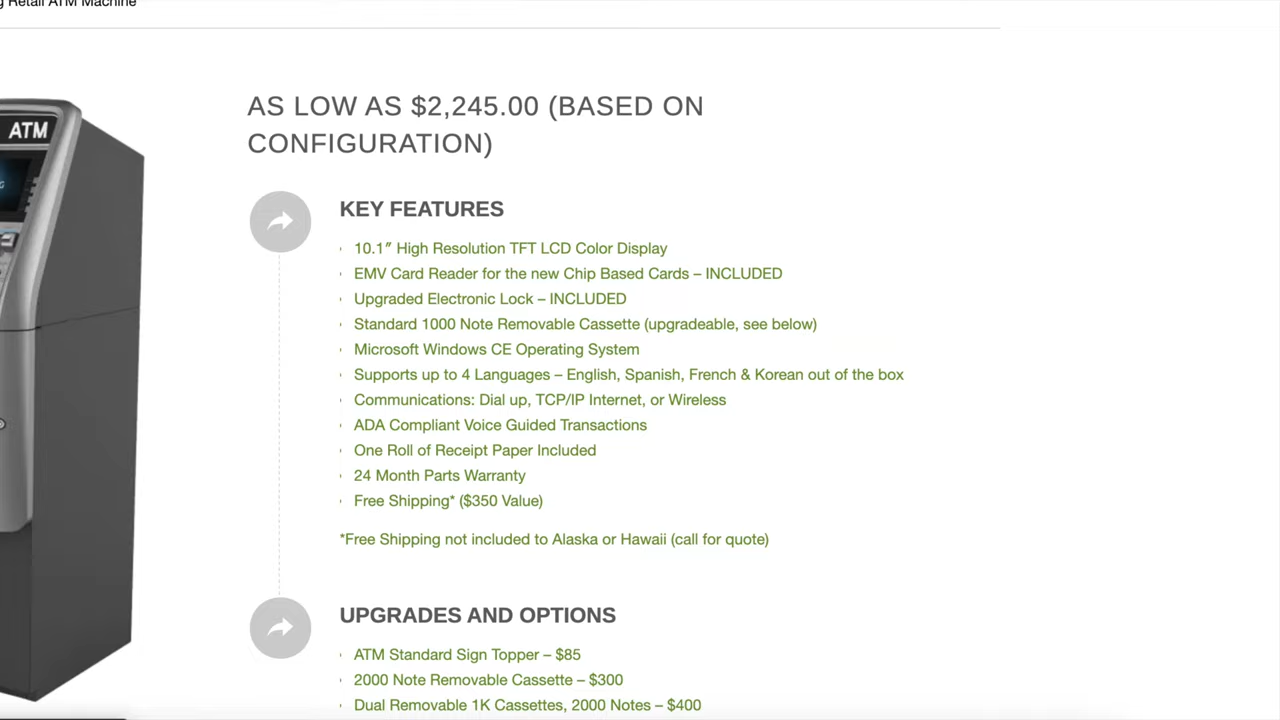 Retail ATM Machine
ATM
AS LOW AS $2,245.00 (BASED ON
CONFIGURATION)
KEY FEATURES
10.1″ High Resolution TFT LCD Color Display
EMV Card Reader for the new Chip Based Cards – INCLUDED
Upgraded Electronic Lock – INCLUDED
Standard 1000 Note Removable Cassette (upgradeable, see below)
Microsoft Windows CE Operating System
Supports up to 4 Languages – English, Spanish, French & Korean out of the box
Communications: Dial up, TCP/IP Internet, or Wireless
ADA Compliant Voice Guided Transactions
One Roll of Receipt Paper Included
24 Month Parts Warranty
Free Shipping* ($350 Value)
*Free Shipping not included to Alaska or Hawaii (call for quote)
UPGRADES AND OPTIONS
ATM Standard Sign Topper – $85
2000 Note Removable Cassette – $300
Dual Removable 1K Cassettes, 2000 Notes – $400